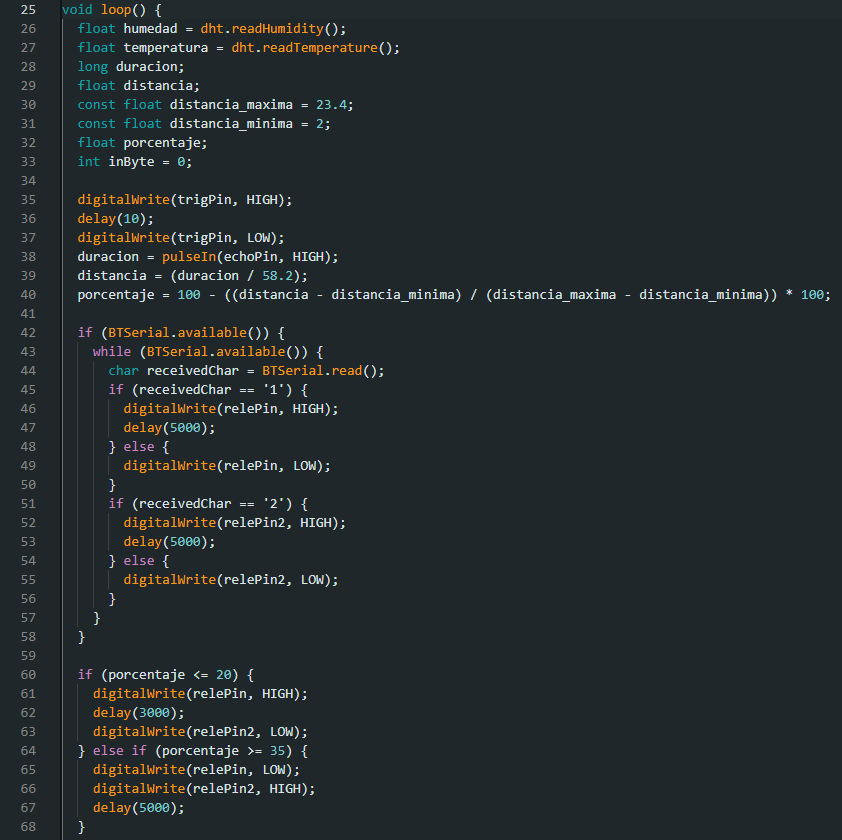 25 void loop() {
26   float humedad = dht.readHumidity();
27   float temperatura = dht.readTemperature();
28   long duracion;
29   float distancia;
30   const float distancia_maxima = 23.4;
31   const float distancia_minima = 2;
32   float porcentaje;
33   int inByte = 0;
34
35   digitalWrite(trigPin, HIGH);
36   delay(10);
37   digitalWrite(trigPin, LOW);
38   duracion = pulseIn(echoPin, HIGH);
39   distancia = (duracion / 58.2);
40   porcentaje = 100 - ((distancia - distancia_minima) / (distancia_maxima - distancia_minima)) * 100;
41
42   if (BTSerial.available()) {
43     while (BTSerial.available()) {
44       char receivedChar = BTSerial.read();
45       if (receivedChar == '1') {
46         digitalWrite(relePin, HIGH);
47         delay(5000);
48       } else {
49         digitalWrite(relePin, LOW);
50       }
51       if (receivedChar == '2') {
52         digitalWrite(relePin2, HIGH);
53         delay(5000);
54       } else {
55         digitalWrite(relePin2, LOW);
56       }
57     }
58   }
59
60   if (porcentaje <= 20) {
61     digitalWrite(relePin, HIGH);
62     delay(3000);
63     digitalWrite(relePin2, LOW);
64   } else if (porcentaje >= 35) {
65     digitalWrite(relePin, LOW);
66     digitalWrite(relePin2, HIGH);
67     delay(5000);
68   }